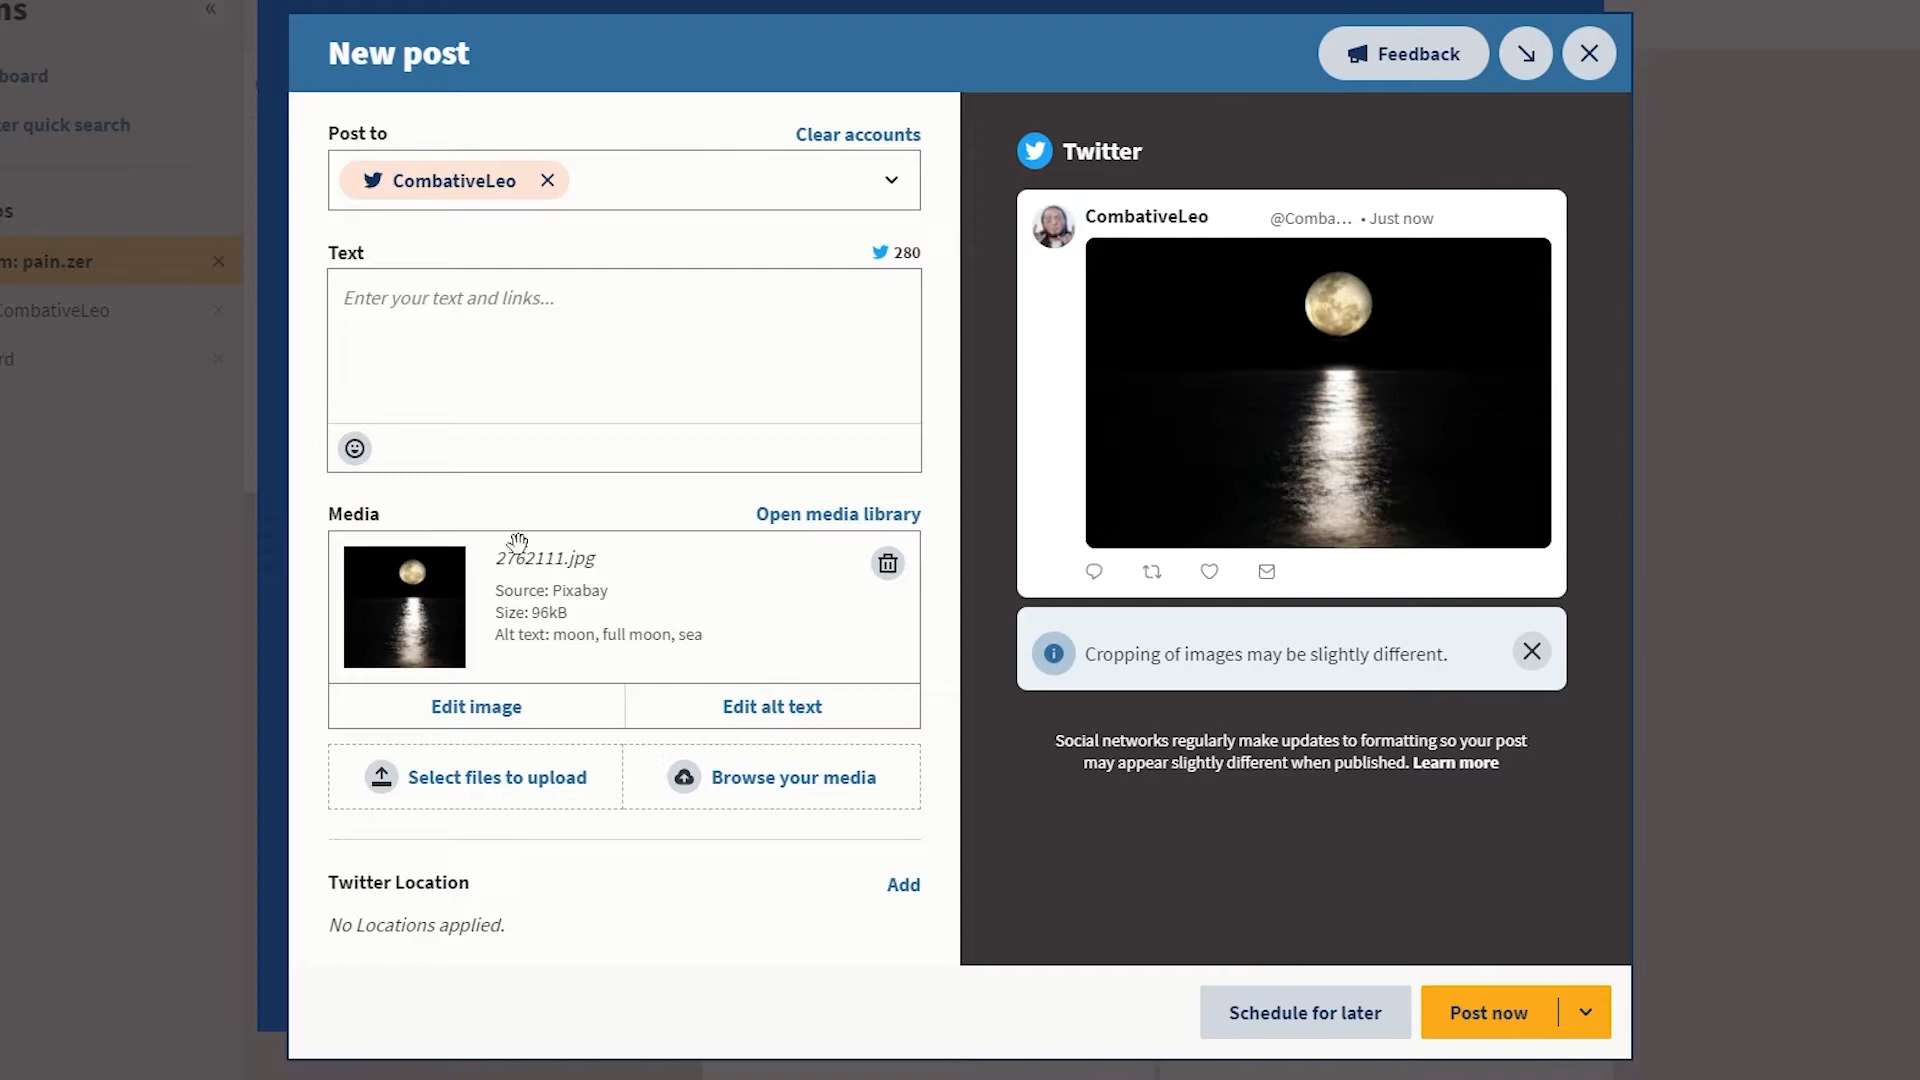 ns
New post
Feedback
board
ter quick search
os
m: pain.zer
CombativeLeo
rd
Post to
Clear accounts
CombativeLeo
Text
280
Enter your text and links...
Media
Open media library
2762111.jpg
Source: Pixabay
Size: 96kB
Alt text: moon, full moon, sea
Edit image
Edit alt text
Select files to upload
Browse your media
Twitter Location
Add
No Locations applied.
Twitter
CombativeLeo
@Comba... • Just now
Cropping of images may be slightly different.
Social networks regularly make updates to formatting so your post
may appear slightly different when published. Learn more
Schedule for later
Post now